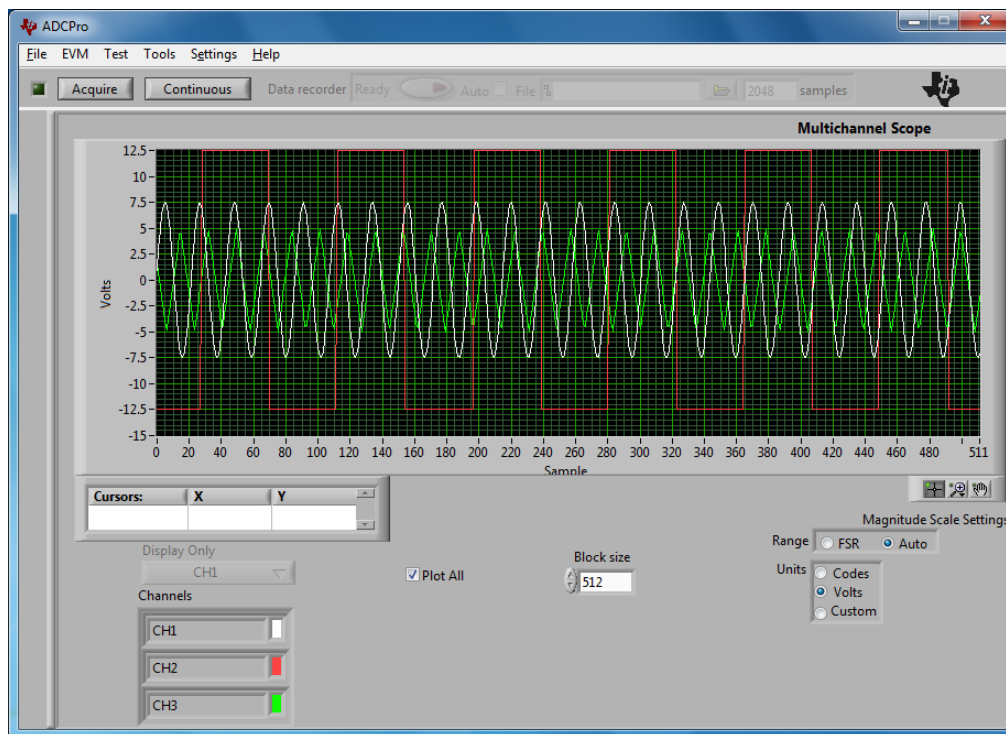 ADCPro
File EVM Test Tools Settings Help
Acquire Continuous Data recorder Ready Auto File % 2048 samples
Multichannel Scope
12.5
10
7.5
5
2.5
0
-2.5
-5
-7.5
-10
-12.5
-15
Volts
0 20 40 60 80 100 120 140 160 180 200 220 240 260 280 300 320 340 360 380 400 420 440 460 480 511
Sample
Cursors: X Y
Magnitude Scale Settings
Range FSR Auto
Display Only
CH1
Plot All
Block size
512
Units Codes
Volts
Custom
Channels
CH1
CH2
CH3